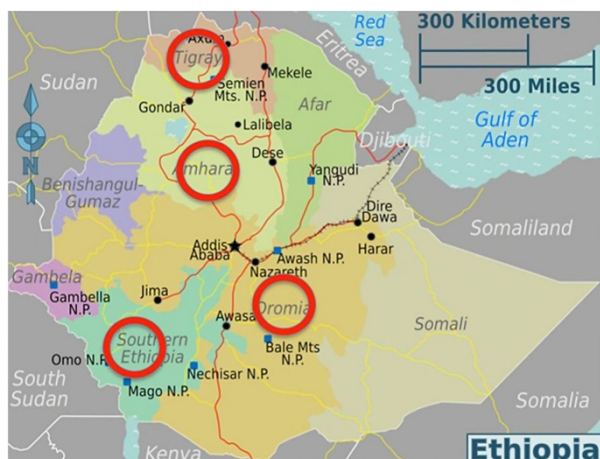 Red
Sea
300 Kilometers
300 Miles
Eritrea
Sudan
Axum
Tigray
Mekele
Semien
Mts. N.P.
Gondar
Afar
Lalibela
Gulf of
Aden
Djibouti
Dese
Amhara
Yangudi
N.P.
N
Benishangul-
Gumaz
Dire
Dawa
Somaliland
Addis
Ababa
Awash N.P.
Harar
Nazareth
Gambela
Gambella
N.P.
Jima
Oromia
Awasa
Somali
Southern
Ethiopia
Omo N.P.
Bale Mts
N.P.
Nechisar N.P.
South
Sudan
Mago N.P.
Somalia
Kenya
Ethiopia